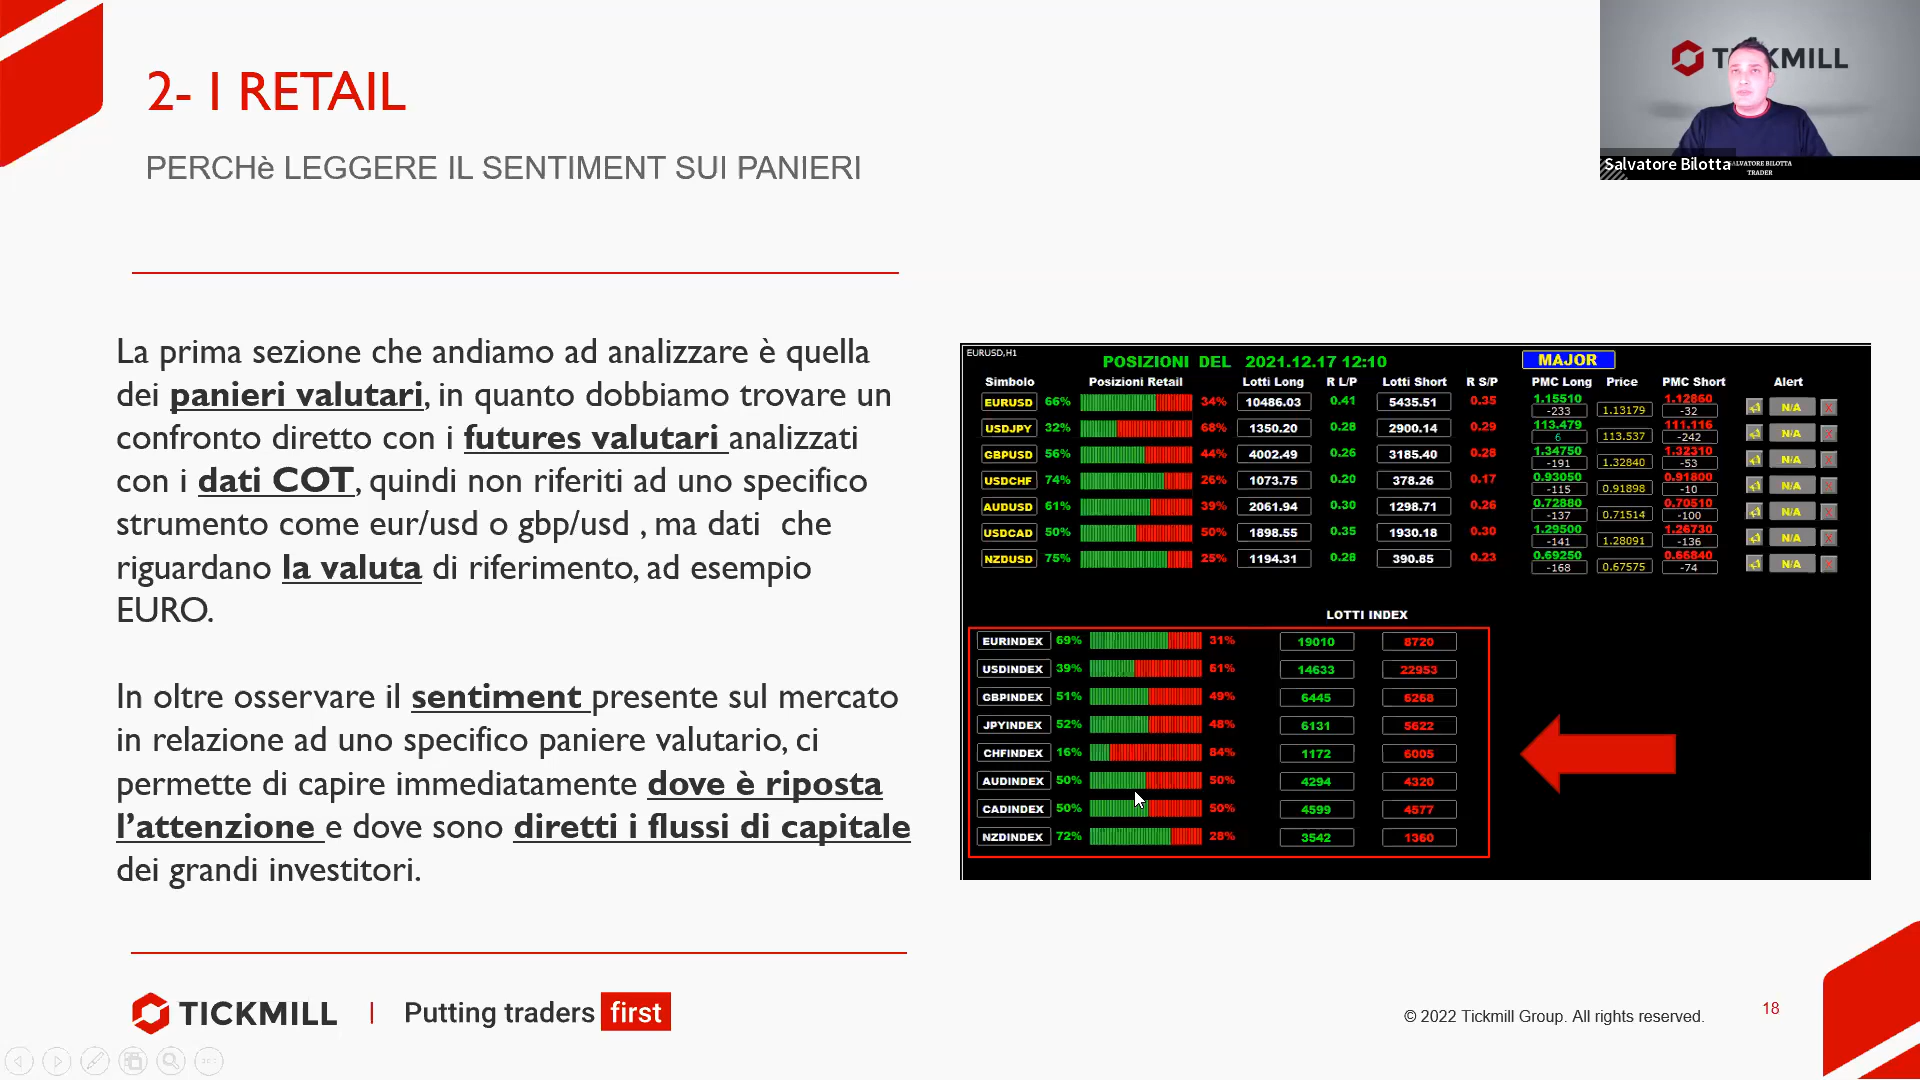 2- I RETAIL
PERCHè LEGGERE IL SENTIMENT SUI PANIERI
TICKMILL
Salvatore Bilotta
SALVATORE BILOTTA
TRADER
La prima sezione che andiamo ad analizzare è quella
dei panieri valutari, in quanto dobbiamo trovare un
confronto diretto con i futures valutari analizzati
con i dati COT, quindi non riferiti ad uno specifico
strumento come eur/usd o gbp/usd , ma dati che
riguardano la valuta di riferimento, ad esempio
EURO.
In oltre osservare il sentiment presente sul mercato
in relazione ad uno specifico paniere valutario, ci
permette di capire immediatamente dove è riposta
l'attenzione e dove sono diretti i flussi di capitale
dei grandi investitori.
EURUSD,H1
POSIZIONI DEL 2021.12.17 12:10
MAJOR
Simbolo Posizioni Retail Lotti Long R L/P Lotti Short R S/P PMC Long Price PMC Short Alert
EURUSD 66% 34% 10486.03 0.41 5435.51 0.35 1.15510 -233 1.13179 1.12860 -32 N/A X
USDJPY 32% 68% 1350.20 0.28 2900.14 0.29 113.479 6 113.537 111.116 -242 N/A X
GBPUSD 56% 44% 4002.49 0.26 3185.40 0.28 1.34750 -191 1.32840 1.32310 -53 N/A X
USDCHF 74% 26% 1073.75 0.20 378.26 0.17 0.93050 -115 0.91898 0.91800 -10 N/A X
AUDUSD 61% 39% 2061.94 0.30 1298.71 0.26 0.72880 -137 0.71514 0.70510 -100 N/A X
USDCAD 50% 50% 1898.55 0.35 1930.18 0.30 1.29500 -141 1.28091 1.26730 -136 N/A X
NZDUSD 75% 25% 1194.31 0.28 390.85 0.23 0.69250 -168 0.67575 0.66840 -74 N/A X
LOTTI INDEX
EURINDEX 69% 31% 19010 8720
USDINDEX 39% 61% 14633 22953
GBPINDEX 51% 49% 6445 6268
JPYINDEX 52% 48% 6131 5622
CHFINDEX 16% 84% 1172 6005
AUDINDEX 50% 50% 4294 4320
CADINDEX 50% 50% 4599 4577
NZDINDEX 72% 28% 3542 1360
TICKMILL | Putting traders first
© 2022 Tickmill Group. All rights reserved.
18